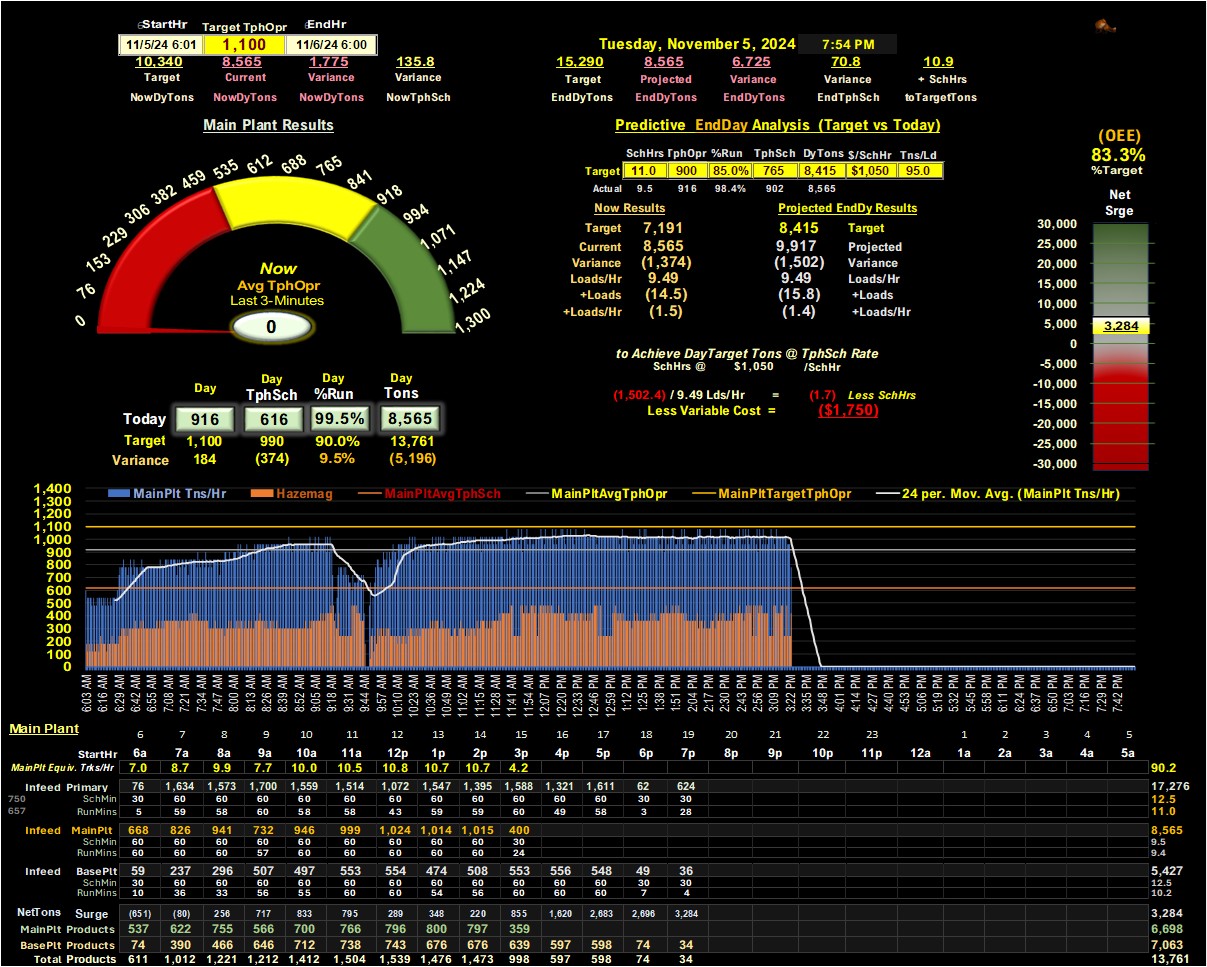 StartHr Target TphOpr EndHr
11/5/24 6:01 1,100 11/6/24 6:00 Tuesday, November 5, 2024 7:54 PM
10,340 8,565 1,775 135.8 15,290 8,565 6,725 70.8 10.9
Target Current Variance Variance Target Projected Variance Variance + SchHrs
NowDyTons NowDyTons NowDyTons NowTphSch EndDyTons EndDyTons EndDyTons EndTphSch toTargetTons
Main Plant Results
0 76 153 229 306 382 459 535 612 688 765 841 918 994 1,071 1,147 1,224 1,300
Now
Avg TphOpr
Last 3-Minutes
0
Predictive EndDay Analysis (Target vs Today)
SchHrs TphOpr %Run TphSch DyTons $/SchHr Tns/Ld
Target 11.0 900 85.0% 765 8,415 $1,050 95.0
Actual 9.5 916 98.4% 902 8,565
Now Results Projected EndDy Results
Target 7,191 8,415 Target
Current 8,565 9,917 Projected
Variance (1,374) (1,502) Variance
Loads/Hr 9.49 9.49 Loads/Hr
+Loads (14.5) (15.8) +Loads
+Loads/Hr (1.5) (1.4) +Loads/Hr
to Achieve DayTarget Tons @ TphSch Rate
SchHrs @ $1,050 /SchHr
(1,502.4) / 9.49 Lds/Hr = (1.7) Less SchHrs
Less Variable Cost = ($1,750)
(OEE)
83.3%
%Target
Net
Srge
30,000
25,000
20,000
15,000
10,000
5,000 3,284
0
-5,000
-10,000
-15,000
-20,000
-25,000
-30,000
Day Day Day Day
TphSch %Run Tons
Today 916 616 99.5% 8,565
Target 1,100 990 90.0% 13,761
Variance 184 (374) 9.5% (5,196)
MainPlt Tns/Hr Hazemag MainPltAvgTphSch MainPltAvgTphOpr MainPltTargetTphOpr 24 per. Mov. Avg. (MainPlt Tns/Hr)
1,400
1,300
1,200
1,100
1,000
900
800
700
600
500
400
300
200
100
0
6:03 AM 6:16 AM 6:29 AM 6:42 AM 6:55 AM 7:08 AM 7:21 AM 7:34 AM 7:47 AM 8:00 AM 8:13 AM 8:26 AM 8:39 AM 8:52 AM 9:05 AM 9:18 AM 9:31 AM 9:44 AM 9:57 AM 10:10 AM 10:23 AM 10:36 AM 10:49 AM 11:02 AM 11:15 AM 11:28 AM 11:41 AM 11:54 AM 12:07 PM 12:20 PM 12:33 PM 12:46 PM 12:59 PM 1:12 PM 1:25 PM 1:38 PM 1:51 PM 2:04 PM 2:17 PM 2:30 PM 2:43 PM 2:56 PM 3:09 PM 3:22 PM 3:35 PM 3:48 PM 4:01 PM 4:14 PM 4:27 PM 4:40 PM 4:53 PM 5:06 PM 5:19 PM 5:32 PM 5:45 PM 5:58 PM 6:11 PM 6:24 PM 6:37 PM 6:50 PM 7:03 PM 7:16 PM 7:29 PM 7:42 PM
Main Plant 6 7 8 9 10 11 12 13 14 15 16 17 18 19 20 21 22 23 1 2 3 4 5
StartHr 6a 7a 8a 9a 10a 11a 12p 1p 2p 3p 4p 5p 6p 7p 8p 9p 10p 11p 12a 1a 2a 3a 4a 5a
MainPlt Equiv. Trks/Hr 7.0 8.7 9.9 7.7 10.0 10.5 10.8 10.7 10.7 4.2 90.2
Infeed Primary 76 1,634 1,573 1,700 1,559 1,514 1,072 1,547 1,395 1,588 1,321 1,611 62 624 17,276
750 SchMin 30 60 60 60 60 60 60 60 60 60 60 60 30 30 12.5
657 RunMins 5 59 58 60 58 58 43 59 59 60 49 58 3 28 11.0
Infeed MainPlt 668 826 941 732 946 999 1,024 1,014 1,015 400 8,565
SchMin 60 60 60 60 60 60 60 60 60 30 9.5
RunMins 60 60 60 57 60 60 60 60 60 24 9.4
Infeed BasePlt 59 237 296 507 497 553 554 474 508 553 556 548 49 36 5,427
SchMin 30 60 60 60 60 60 60 60 60 60 60 60 30 30 12.5
RunMins 10 36 33 56 55 60 60 54 56 60 60 60 7 4 10.2
NetTons Surge (651) (80) 256 717 833 795 289 348 220 855 1,620 2,683 2,696 3,284 3,284
MainPlt Products 537 622 755 566 700 766 796 800 797 359 6,698
BasePlt Products 74 390 466 646 712 738 743 676 676 639 597 598 74 34 7,063
Total Products 611 1,012 1,221 1,212 1,412 1,504 1,539 1,476 1,473 998 597 598 74 34 13,761